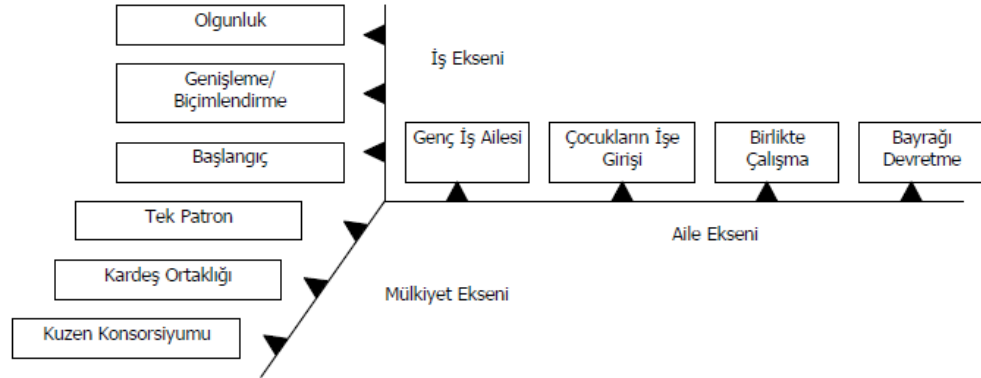 Olgunluk
İş Ekseni
Genişleme/
Biçimlendirme
Başlangıç
Genç İş Ailesi
Çocukların İşe
Girişi
Birlikte
Çalışma
Bayrağı
Devretme
Tek Patron
Aile Ekseni
Kardeş Ortaklığı
Mülkiyet Ekseni
Kuzen Konsorsiyumu